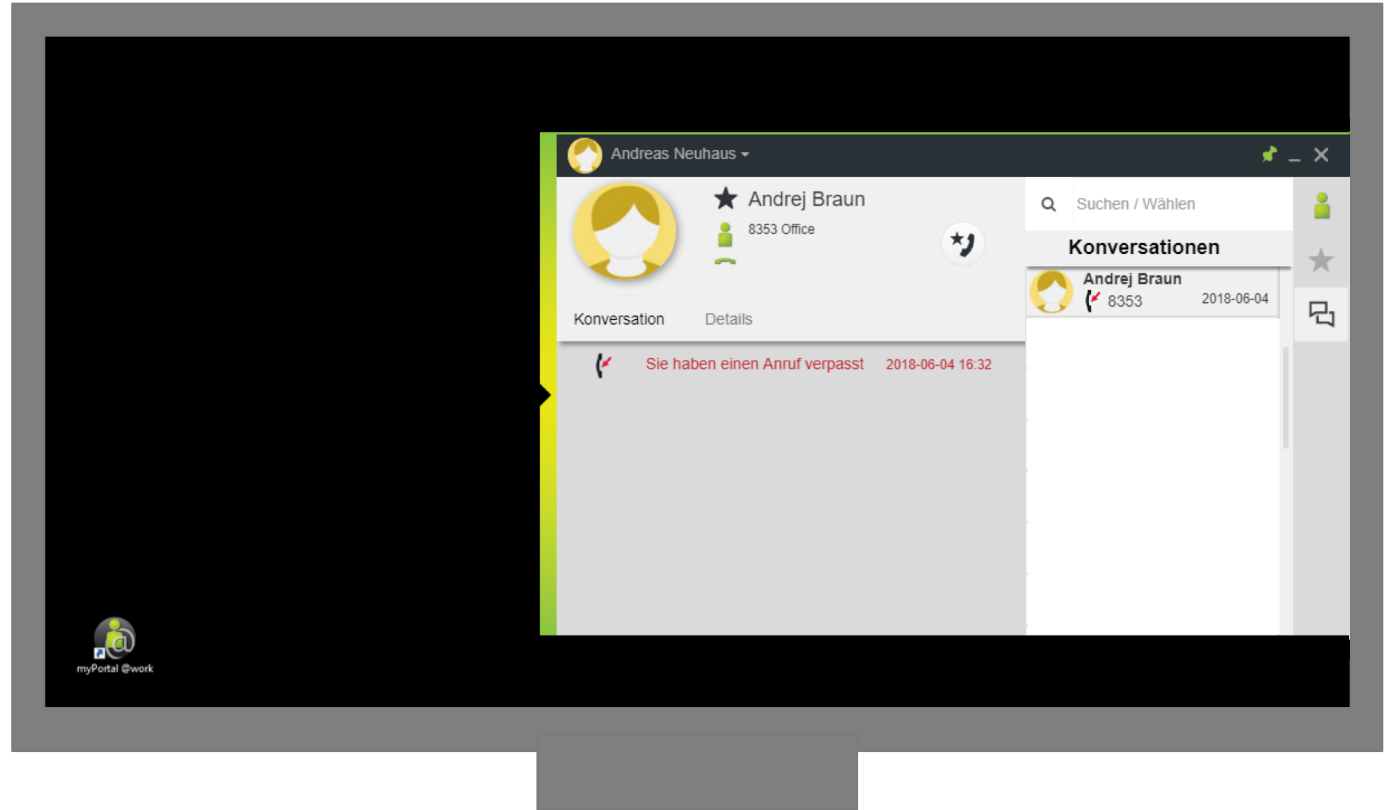 Andreas Neuhaus
Andrej Braun
8353 Office
Konversation Details
Sie haben einen Anruf verpasst 2018-06-04 16:32
Suchen / Wählen
Konversationen
Andrej Braun
8353 2018-06-04
myPortal @work